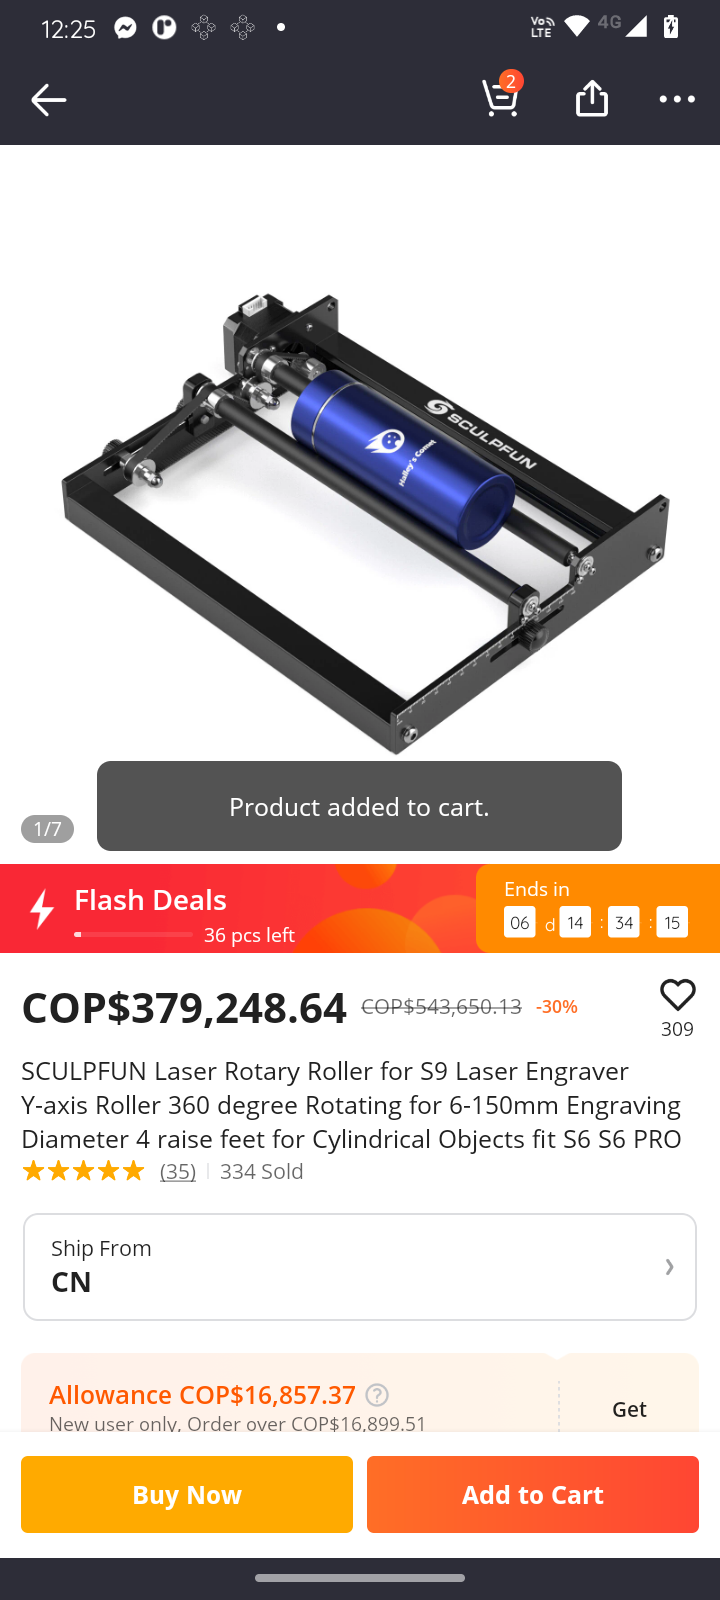 12:25
Vo LTE
4G
2
SCULPFUN
Halley's Comet
Product added to cart.
1/7
Flash Deals
36 pcs left
Ends in
06 d 14 : 34 : 15
COP$379,248.64 COP$543,650.13 -30%
309
SCULPFUN Laser Rotary Roller for S9 Laser Engraver
Y-axis Roller 360 degree Rotating for 6-150mm Engraving
Diameter 4 raise feet for Cylindrical Objects fit S6 S6 PRO
(35) 334 Sold
Ship From
CN
Allowance COP$16,857.37 ?
New user only, Order over COP$16,899.51
Get
Buy Now
Add to Cart